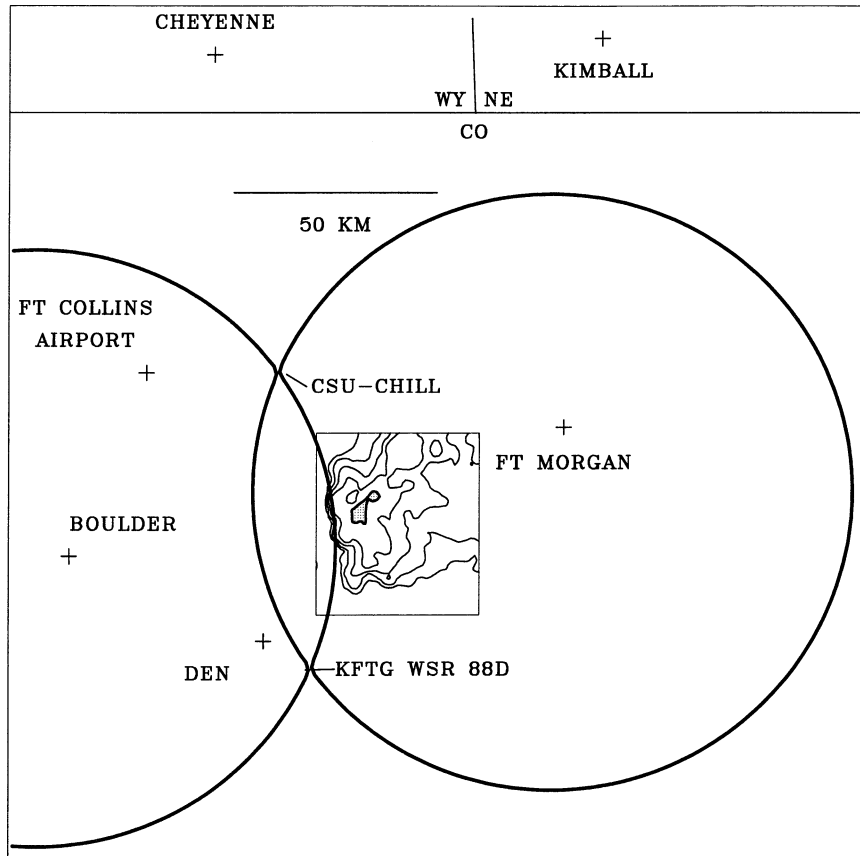 CHEYENNE
KIMBALL
WY NE
CO
50 KM
FT COLLINS
AIRPORT
CSU-CHILL
FT MORGAN
BOULDER
DEN
KFTG WSR 88D